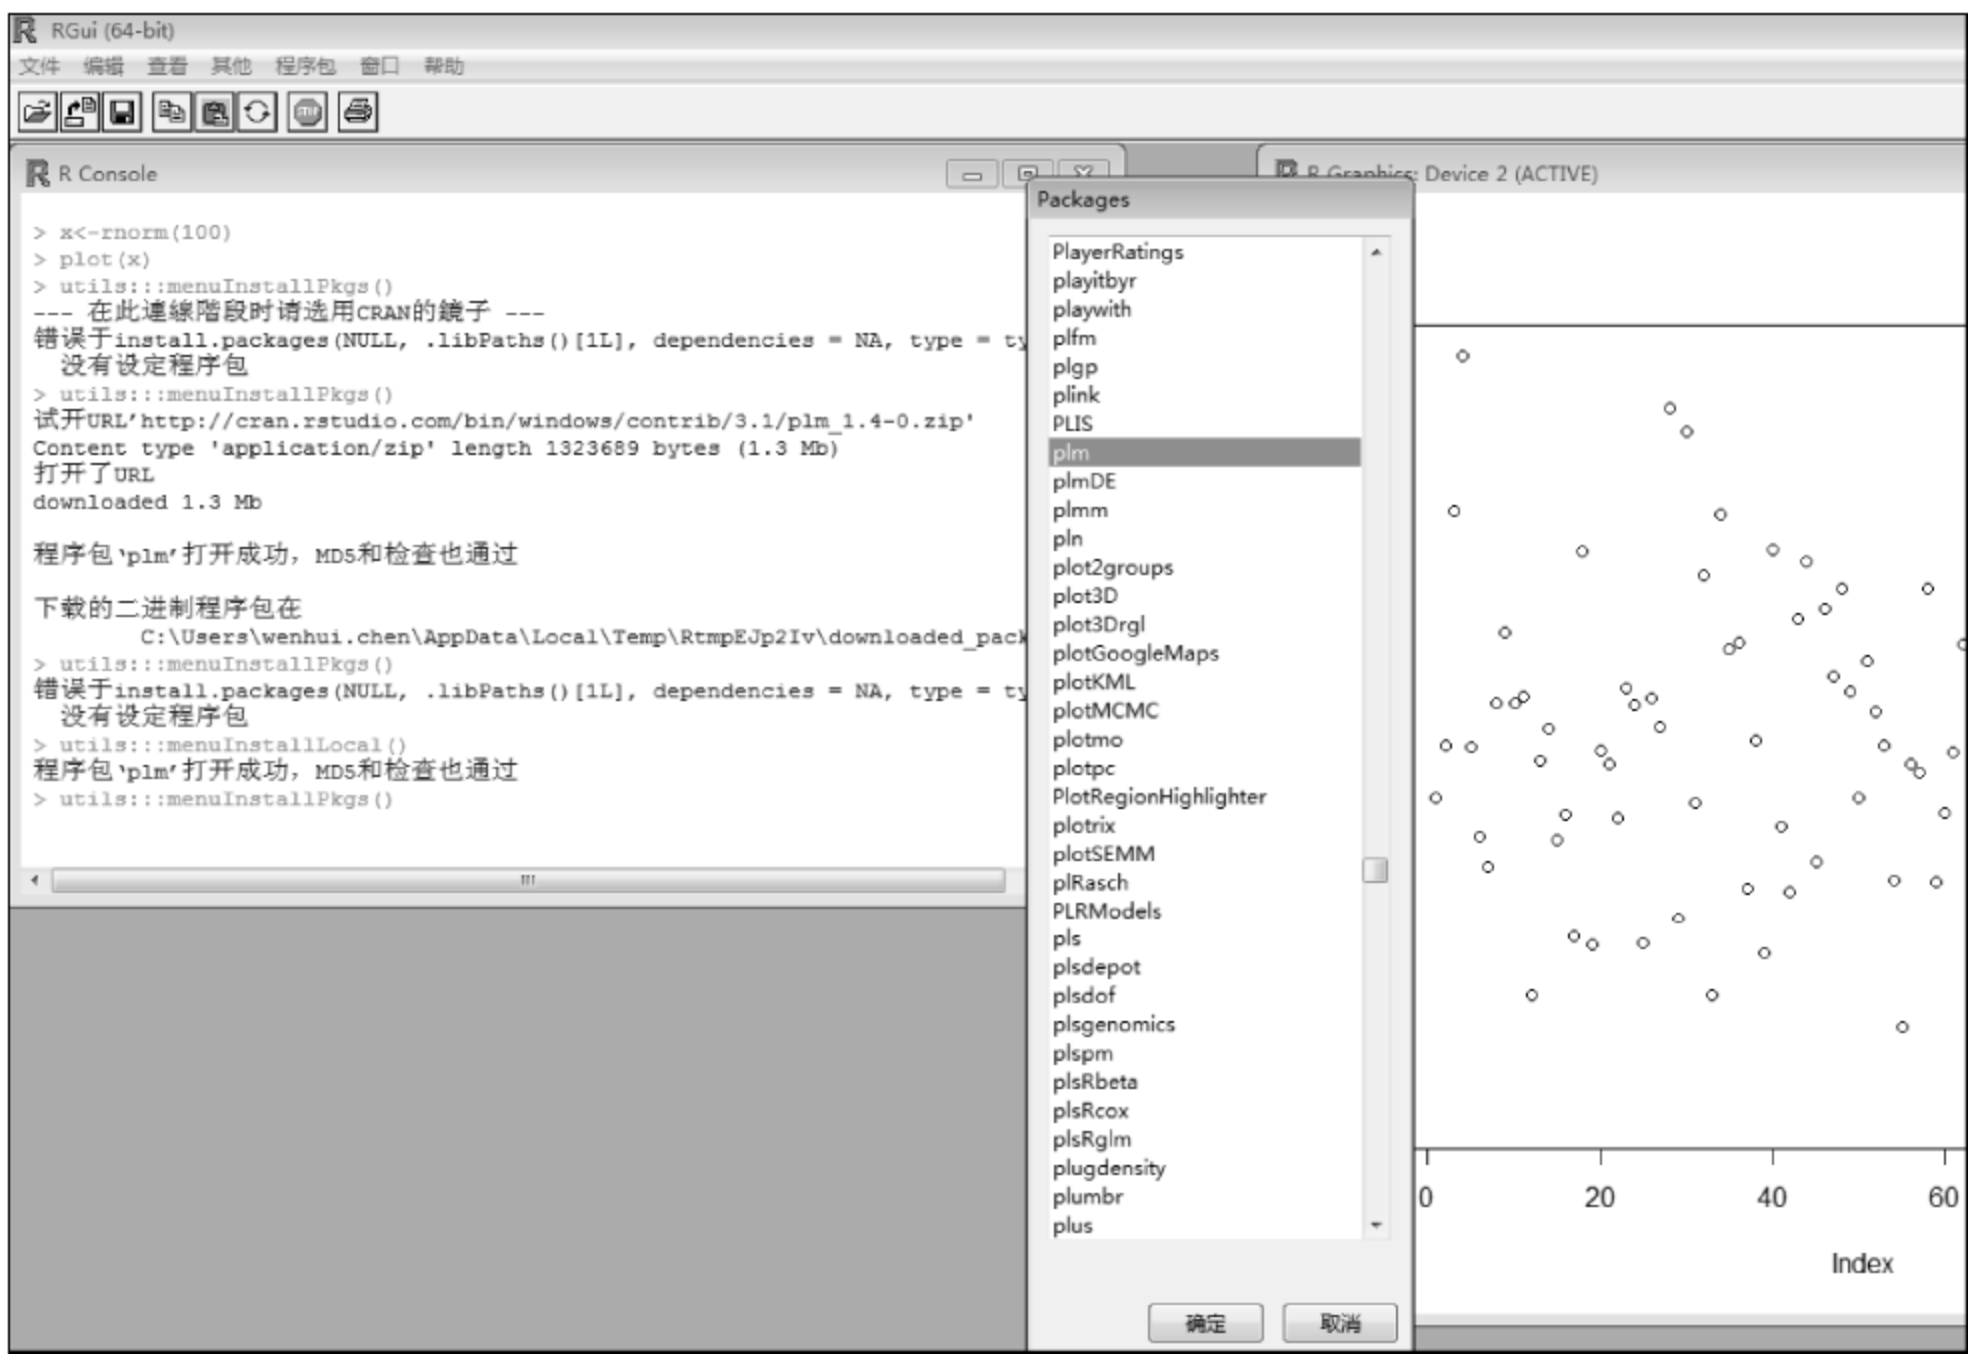 RGui (64-bit)
文件 编辑 查看 其他 程序包 窗口 帮助
R Console
> x<-rnorm(100)
> plot(x)
> utils:::menuInstallPkgs()
--- 在此連線階段时请选用CRAN的鏡子 ---
错误于install.packages(NULL, .libPaths()[1L], dependencies = NA, type = ty
没有设定程序包
> utils:::menuInstallPkgs()
试开URL'http://cran.rstudio.com/bin/windows/contrib/3.1/plm_1.4-0.zip'
Content type 'application/zip' length 1323689 bytes (1.3 Mb)
打开了URL
downloaded 1.3 Mb
程序包‘plm’打开成功，MD5和检查也通过
下载的二进制程序包在
C:\Users\wenhui.chen\AppData\Local\Temp\RtmpEJp2Iv\downloaded_pack
> utils:::menuInstallPkgs()
错误于install.packages(NULL, .libPaths()[1L], dependencies = NA, type = ty
没有设定程序包
> utils:::menuInstallLocal()
程序包‘plm’打开成功，MD5和检查也通过
> utils:::menuInstallPkgs()
Packages
PlayerRatings
playitbyr
playwith
plfm
plgp
plink
PLIS
plm
plmDE
plmm
pln
plot2groups
plot3D
plot3Drgl
plotGoogleMaps
plotKML
plotMCMC
plotmo
plotpc
PlotRegionHighlighter
plotrix
plotSEMM
plRasch
PLRModels
pls
plsdepot
plsdof
plsgenomics
plspm
plsRbeta
plsRcox
plsRglm
plugdensity
plumbr
plus
确定 取消
R Graphics: Device 2 (ACTIVE)
0 20 40 60
Index